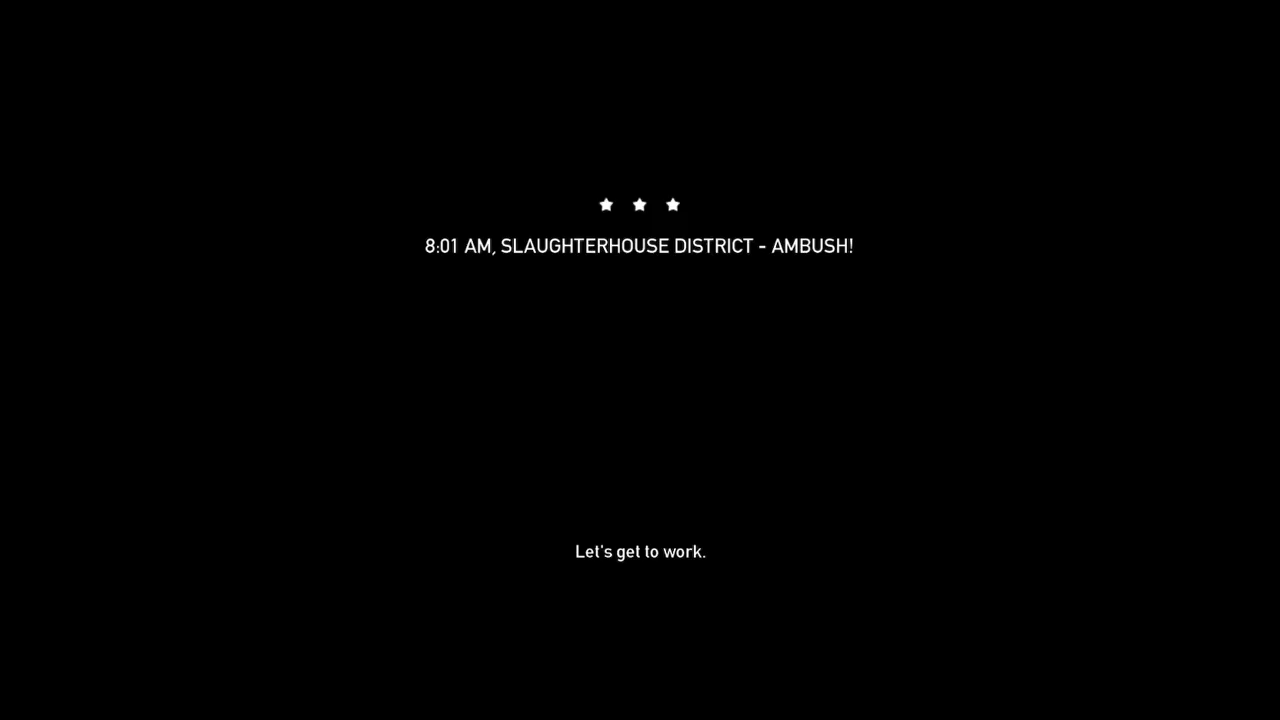 8:01 AM, SLAUGHTERHOUSE DISTRICT - AMBUSH!
Let's get to work.